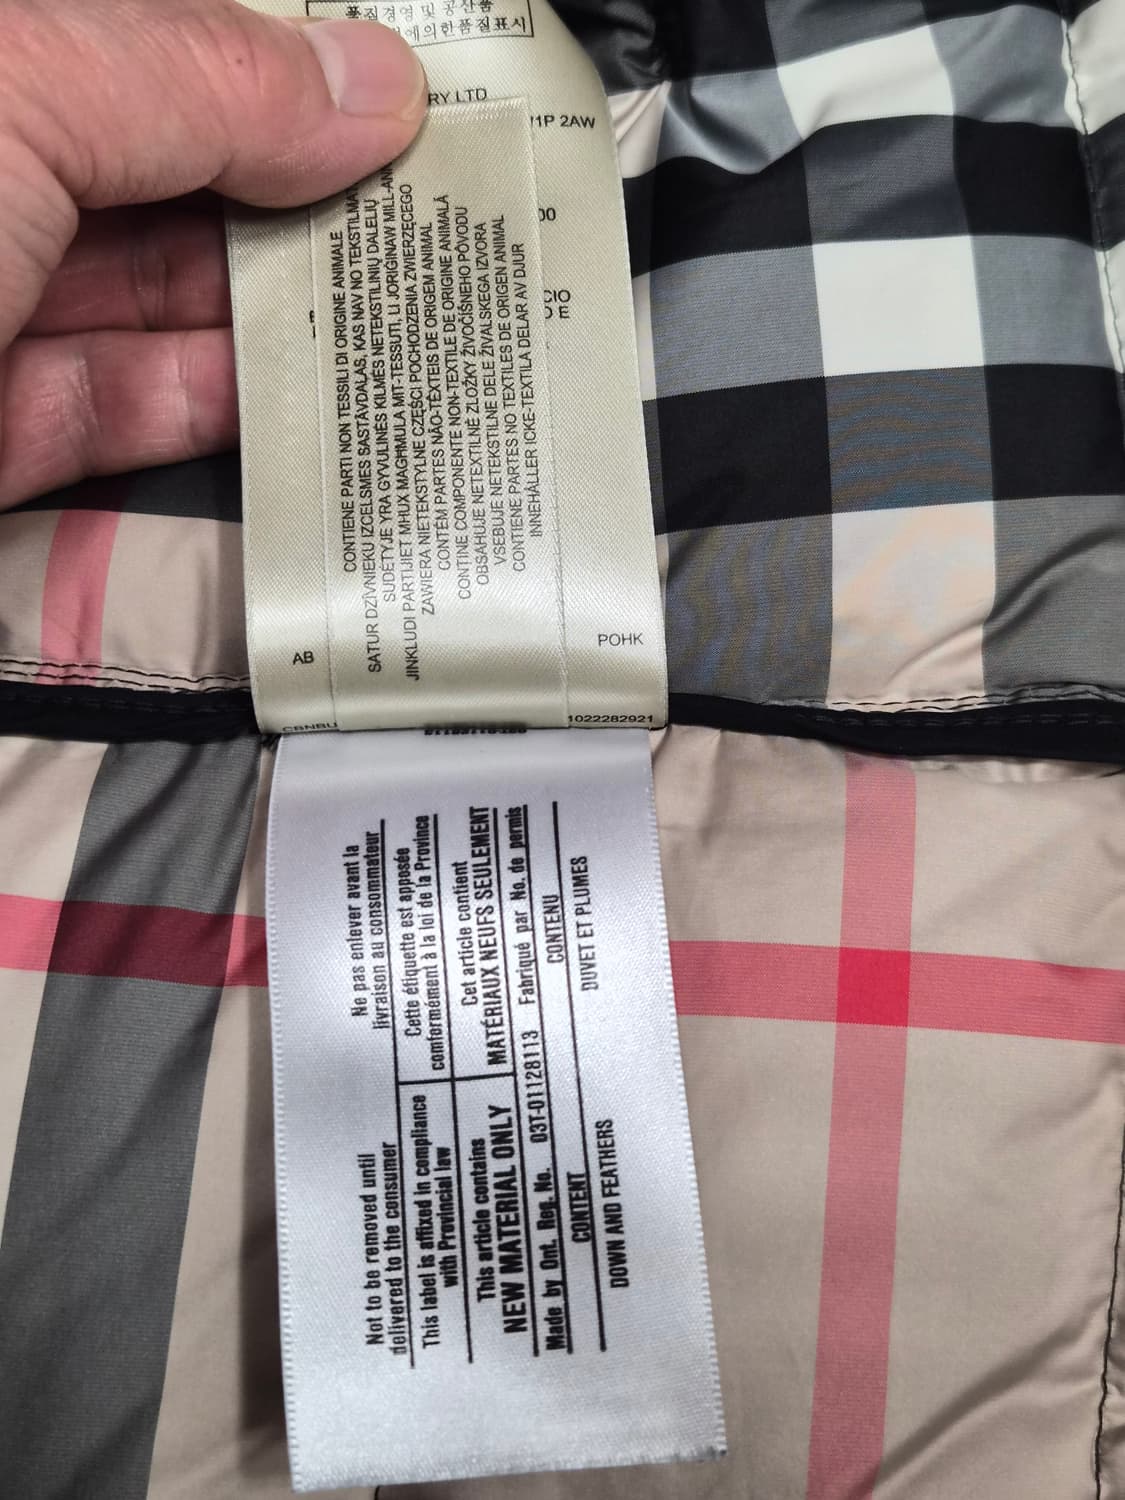 품질경영 및 공산품
에의한품질표시
RY LTD
1P 2AW
00
CIO
D E
CONTIENE PARTI NON TESSILI DI ORIGINE ANIMALE
SATUR DZĪVNIEKU IZCELSMES SASTĀVDAĻAS, KAS NAV NO TEKSTILMA
SUDĖTYJE YRA GYVULINĖS KILMĖS NETEKSTILINIŲ DALELIŲ
JINKLUDI PARTIJIET MHUX MAGĦMULA MIT-TESSUTI, LI JORIĠINAW MILL-AN
ZAWIERA NIETEKSTYLNE CZĘŚCI POCHODZENIA ZWIERZĘCEGO
CONTÉM PARTES NÃO-TÊXTEIS DE ORIGEM ANIMAL
CONȚINE COMPONENTE NON-TEXTILE DE ORIGINE ANIMALĂ
OBSAHUJE NETEXTILNÉ ZLOŽKY ŽIVOČÍŠNEHO PÔVODU
VSEBUJE NETEKSTILNE DELE ŽIVALSKEGA IZVORA
CONTIENE PARTES NO TEXTILES DE ORIGEN ANIMAL
INNEHÅLLER ICKE-TEXTILA DELAR AV DJUR
AB
POHK
CBNBU
1022282921
Not to be removed until
delivered to the consumer
Ne pas enlever avant la
livraison au consommateur
This label is affixed in compliance
with Provincial law
Cette étiquette est apposée
comformément à la loi de la Province
This article contains
NEW MATERIAL ONLY
Cet article contient
MATÉRIAUX NEUFS SEULEMENT
Made by Ont. Reg. No. 03T-01128113 Fabriqué par No. de permis
CONTENT CONTENU
DOWN AND FEATHERS DUVET ET PLUMES